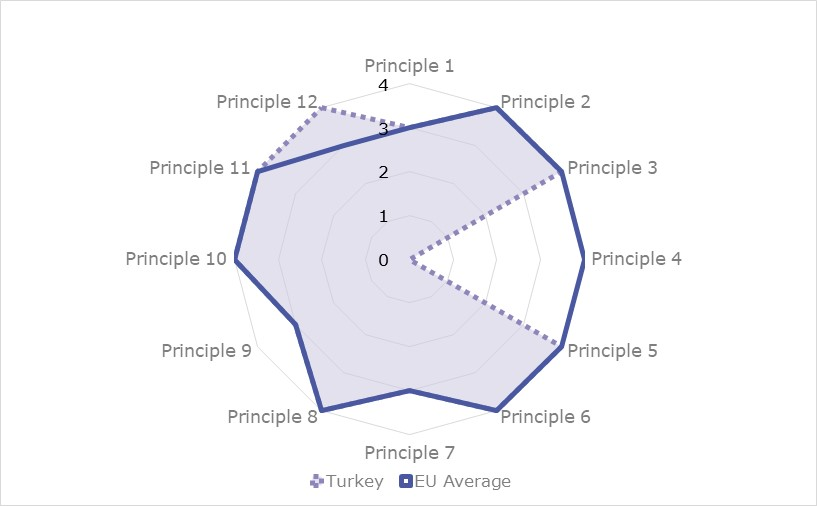 Principle 1
Principle 2
Principle 3
Principle 4
Principle 5
Principle 6
Principle 7
Principle 8
Principle 9
Principle 10
Principle 11
Principle 12
4
3
2
1
0
Turkey EU Average